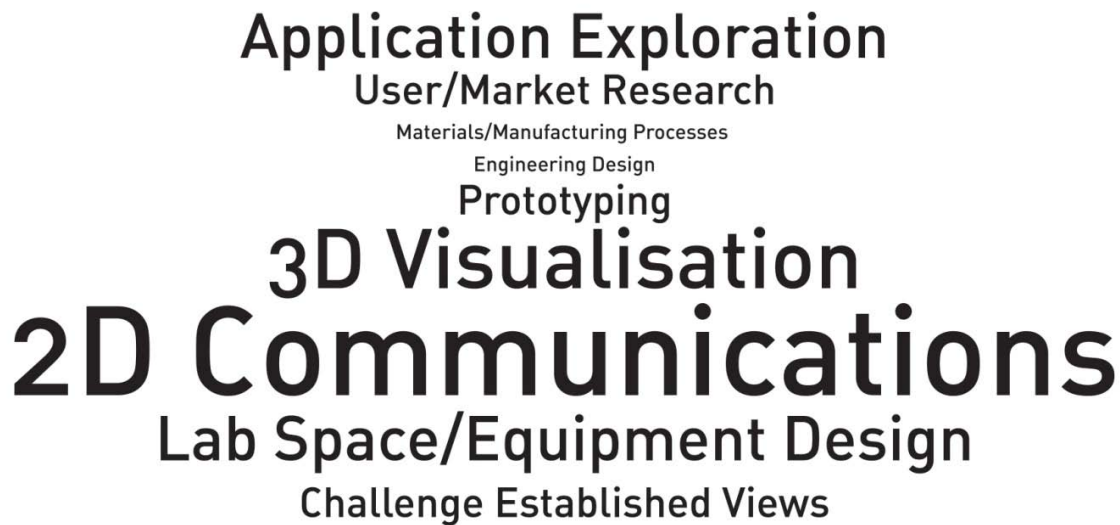 Application Exploration
User/Market Research
Materials/Manufacturing Processes
Engineering Design
Prototyping
3D Visualisation
2D Communications
Lab Space/Equipment Design
Challenge Established Views